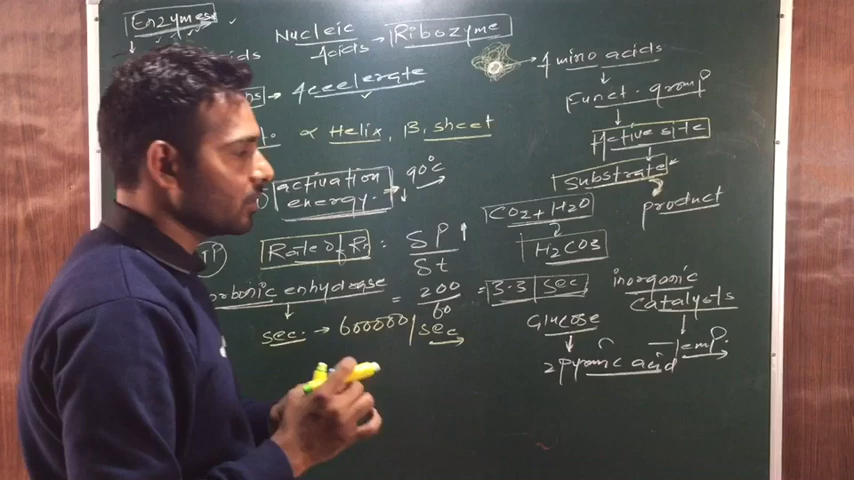 Enzymes
Nucleic Acids → Ribozyme
→ Accelerate
∝ Helix, B. sheet
activation energy. → 90°c
Rate of Rn : δP↑ / δt
orbonic enhydrase = 200 / 60 = 3.3 | sec
sec. → 600000/sec
→ Amino acids
Funct. group
Active site
Substrate*
product
CO2 + H2O
H2CO3
Glucose
2 pyruvic acid
inorganic
catalysts
Temp.